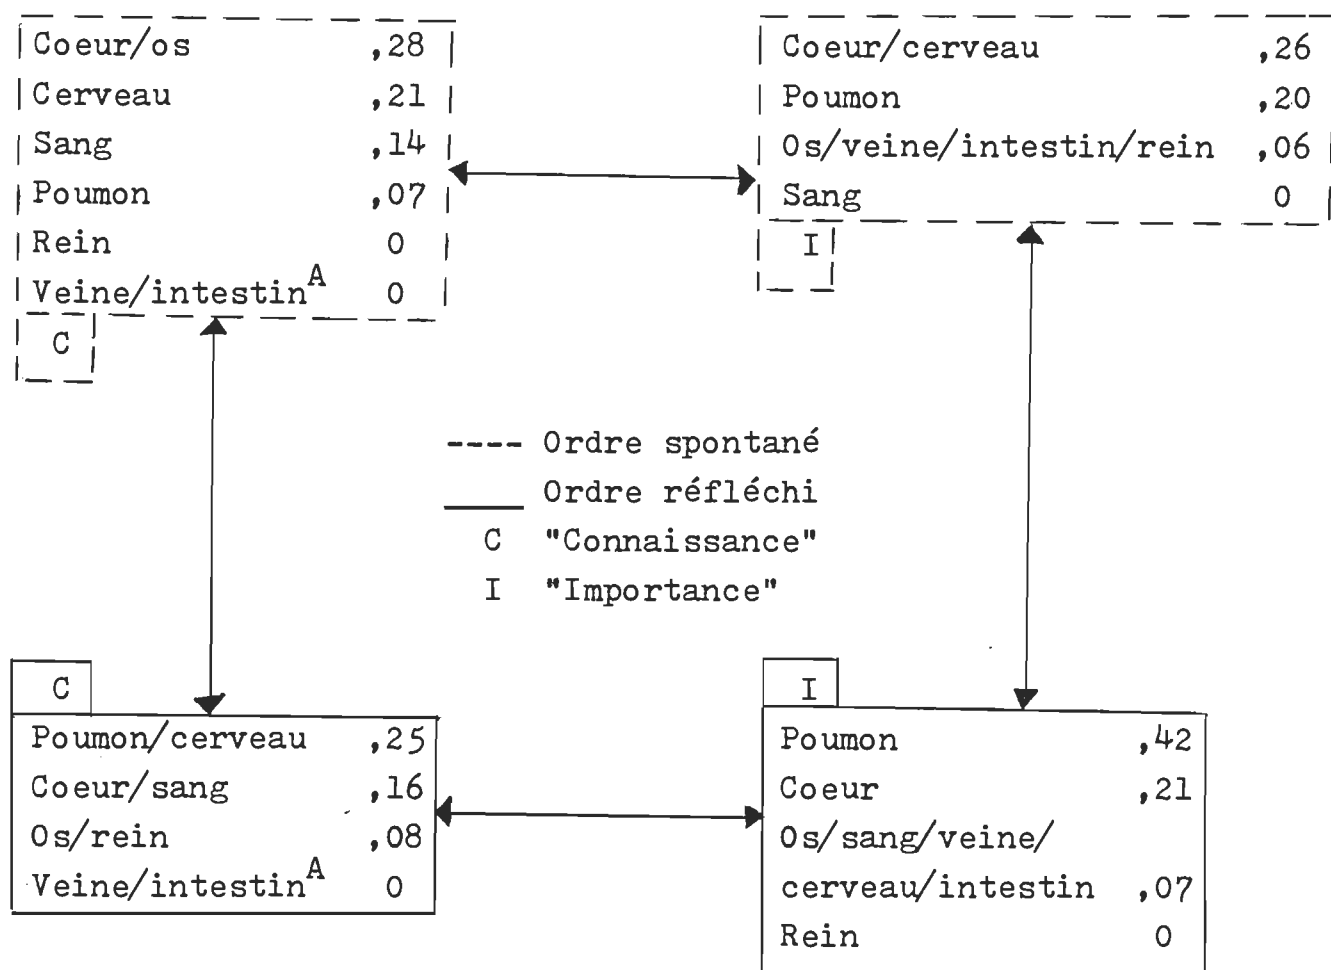 Coeur/os ,28
Cerveau ,21
Sang ,14
Poumon ,07
Rein 0
Veine/intestinA 0
C
Coeur/cerveau ,26
Poumon ,20
Os/veine/intestin/rein ,06
Sang 0
I
---- Ordre spontané
____ Ordre réfléchi
C "Connaissance"
I "Importance"
C
Poumon/cerveau ,25
Coeur/sang ,16
Os/rein ,08
Veine/intestinA 0
I
Poumon ,42
Coeur ,21
Os/sang/veine/
cerveau/intestin ,07
Rein 0